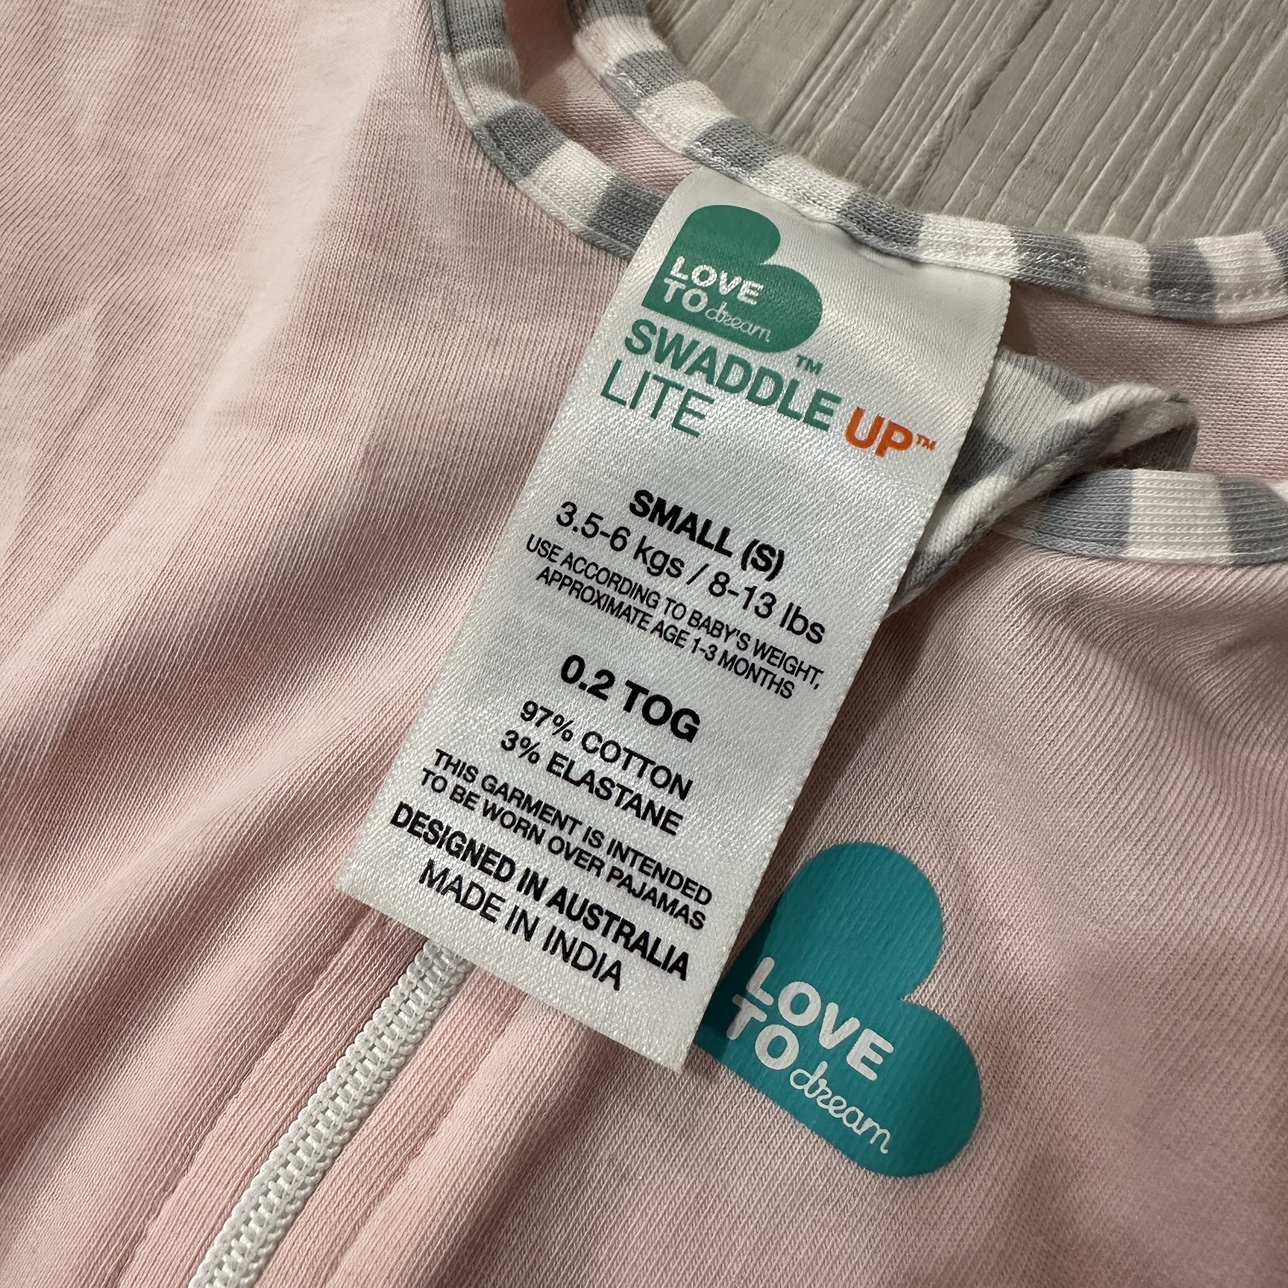 LOVE
TO dream™
SWADDLE UP™
LITE
SMALL (S)
3.5-6 kgs / 8-13 lbs
USE ACCORDING TO BABY'S WEIGHT,
APPROXIMATE AGE 1-3 MONTHS
0.2 TOG
97% COTTON
3% ELASTANE
THIS GARMENT IS INTENDED
TO BE WORN OVER PAJAMAS
DESIGNED IN AUSTRALIA
MADE IN INDIA
LOVE
TO dream